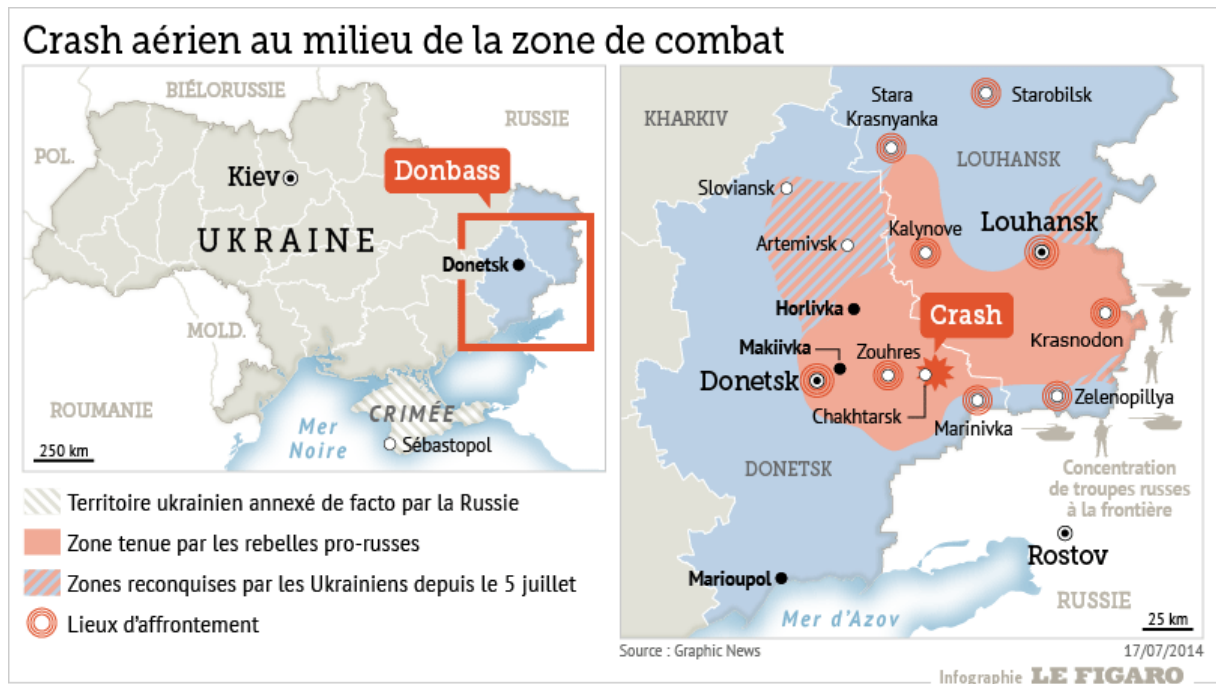 Crash aérien au milieu de la zone de combat
BIÉLORUSSIE
RUSSIE
POL.
Kiev
Donbass
UKRAINE
Donetsk
MOLD.
ROUMANIE
CRIMÉE
Mer
Noire
Sébastopol
250 km
KHARKIV
Stara
Krasnyanka
Starobilsk
LOUHANSK
Sloviansk
Artemivsk
Kalynove
Louhansk
Horlivka
Crash
Krasnodon
Makiivka
Zouhres
Donetsk
Chakhtarsk
Marinivka
Zelenopillya
DONETSK
Concentration
de troupes russes
à la frontière
Rostov
Marioupol
RUSSIE
Mer d'Azov
25 km
Territoire ukrainien annexé de facto par la Russie
Zone tenue par les rebelles pro-russes
Zones reconquises par les Ukrainiens depuis le 5 juillet
Lieux d'affrontement
Source : Graphic News
17/07/2014
Infographie LE FIGARO